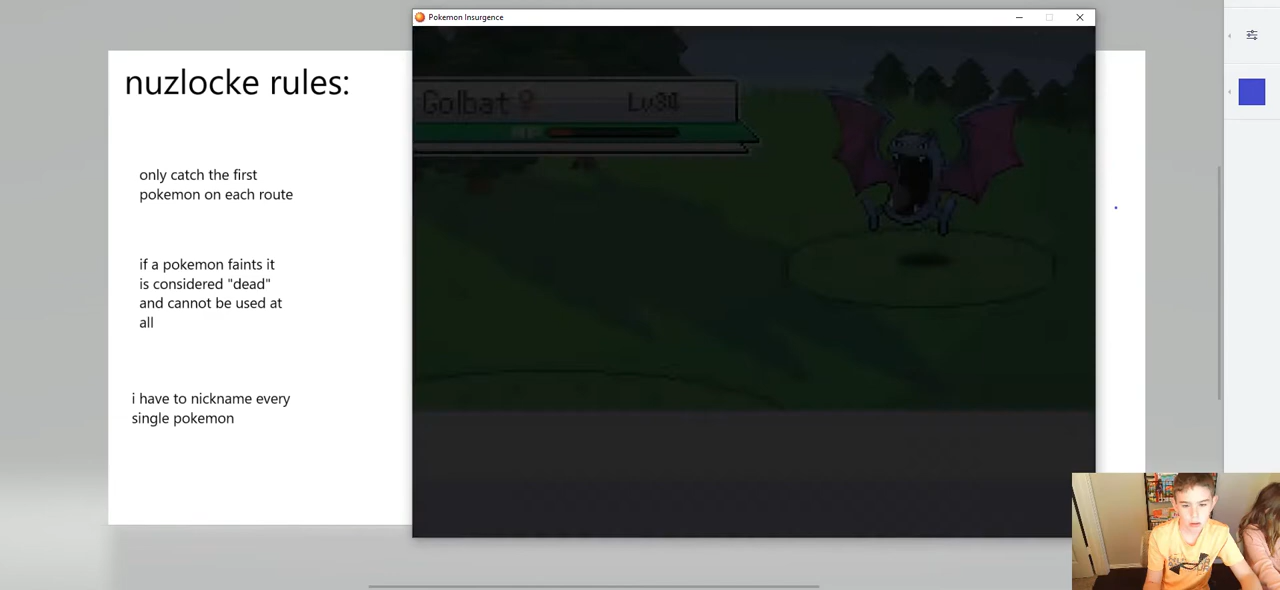 Pokemon Insurgence
nuzlocke rules:
Golbat♀ Lv30
only catch the first
pokemon on each route
if a pokemon faints it
is considered "dead"
and cannot be used at
all
i have to nickname every
single pokemon